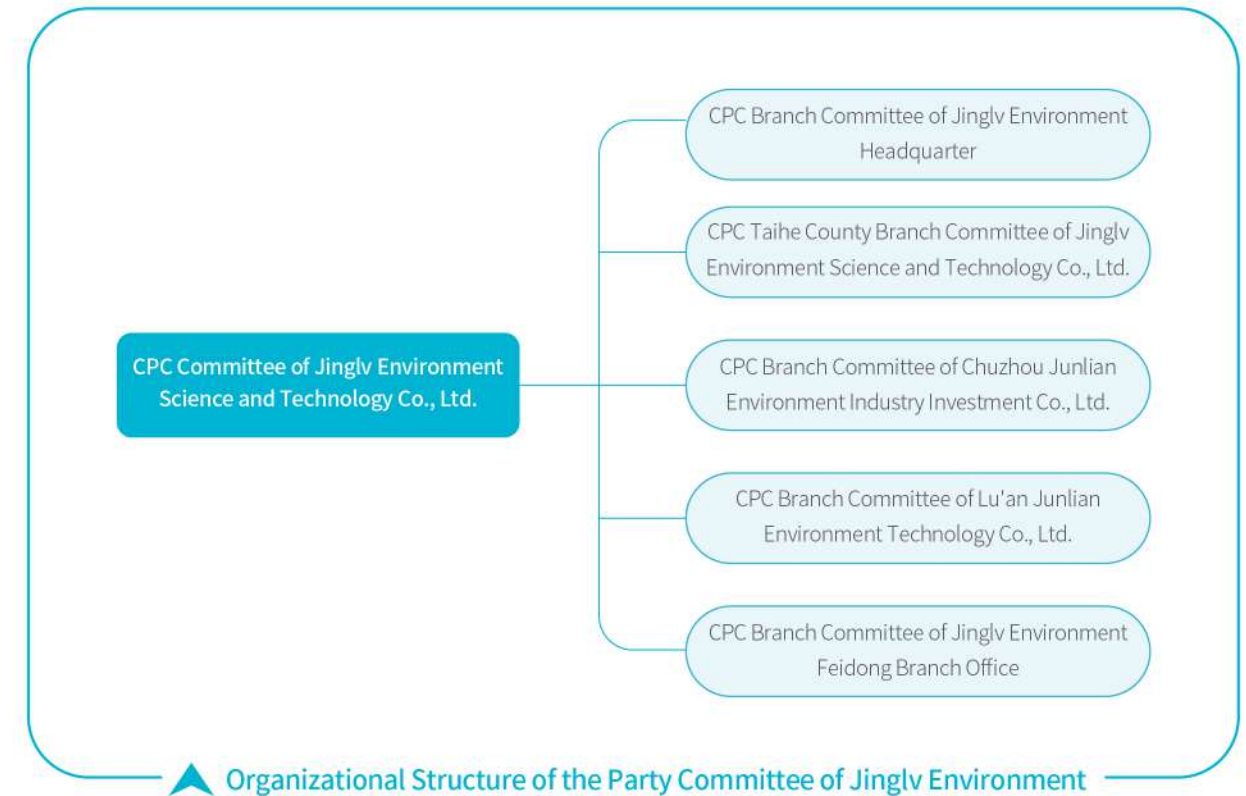 CPC Branch Committee of Jinglv Environment
Headquarter
CPC Taihe County Branch Committee of Jinglv
Environment Science and Technology Co., Ltd.
CPC Committee of Jinglv Environment
Science and Technology Co., Ltd.
CPC Branch Committee of Chuzhou Junlian
Environment Industry Investment Co., Ltd.
CPC Branch Committee of Lu'an Junlian
Environment Technology Co., Ltd.
CPC Branch Committee of Jinglv Environment
Feidong Branch Office
Organizational Structure of the Party Committee of Jinglv Environment